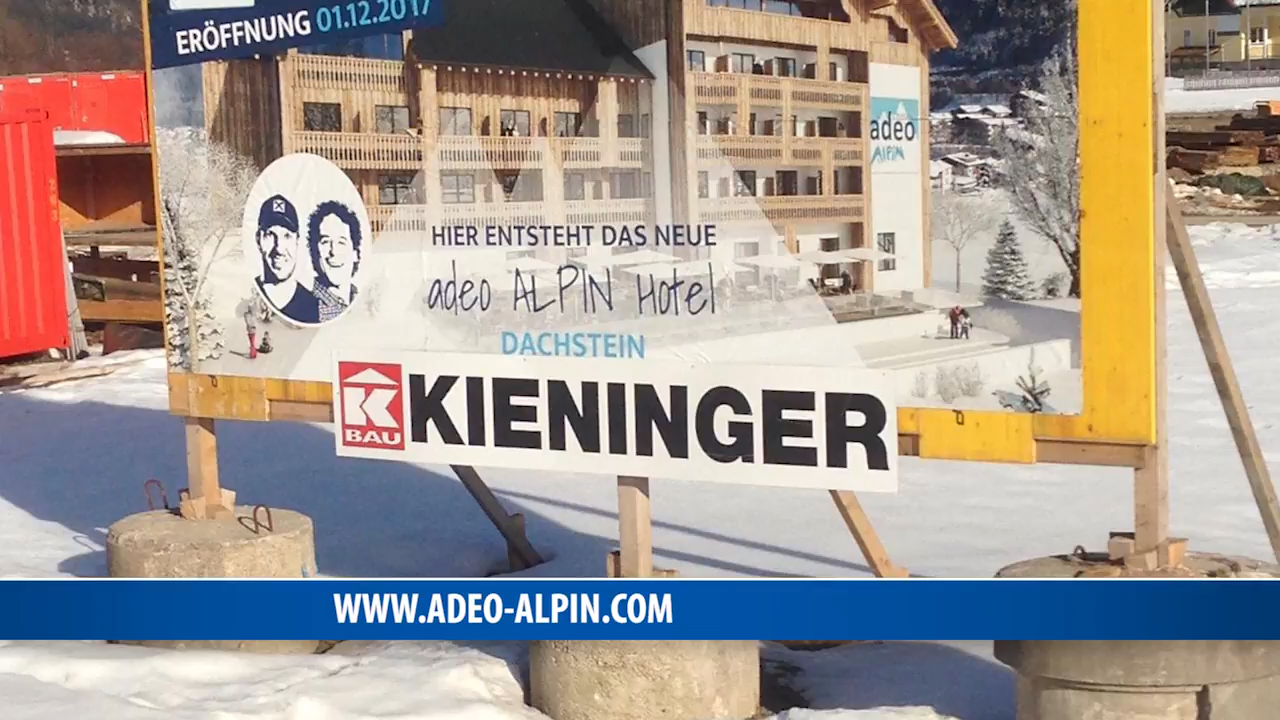 ERÖFFNUNG 01.12.2017
adeo
ALPIN
HIER ENTSTEHT DAS NEUE
adeo ALPIN Hotel
DACHSTEIN
K
BAU
KIENINGER
WWW.ADEO-ALPIN.COM